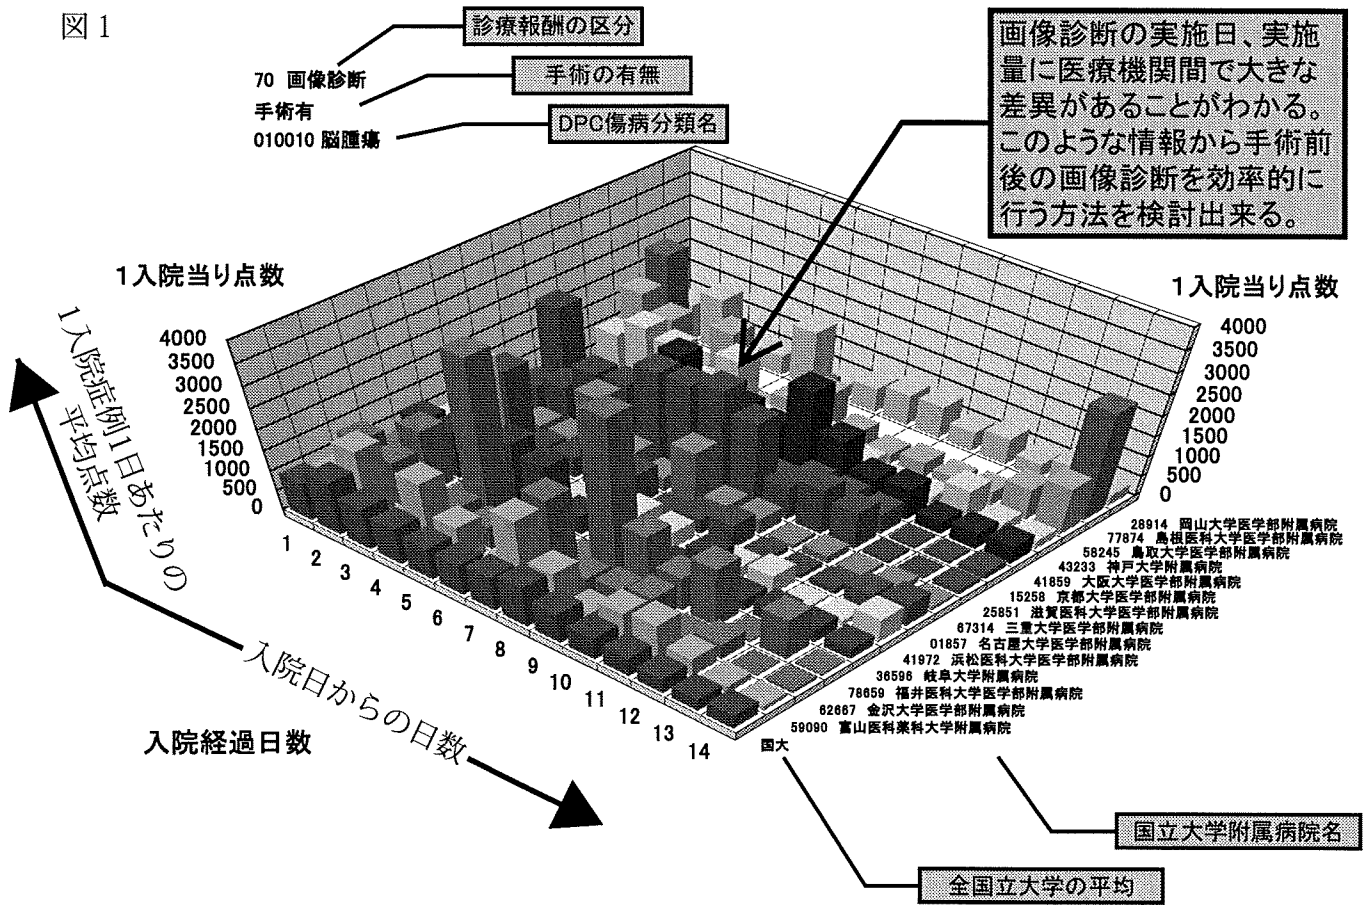 図1
診療報酬の区分
70 画像診断
手術の有無
手術有
DPC傷病分類名
010010 脳腫瘍
画像診断の実施日、実施
量に医療機関間で大きな
差異があることがわかる。
このような情報から手術前
後の画像診断を効率的に
行う方法を検討出来る。
1入院当り点数
4000
3500
3000
2500
2000
1500
1000
500
0
1入院症例1日あたりの
平均点数
1入院当り点数
4000
3500
3000
2500
2000
1500
1000
500
0
1
2
3
4
5
6
7
8
9
10
11
12
13
14
入院日からの日数
入院経過日数
28914 岡山大学医学部附属病院
77874 島根医科大学医学部附属病院
58245 鳥取大学医学部附属病院
43233 神戸大学附属病院
41859 大阪大学医学部附属病院
15258 京都大学医学部附属病院
25851 滋賀医科大学医学部附属病院
67314 三重大学医学部附属病院
01857 名古屋大学医学部附属病院
41972 浜松医科大学医学部附属病院
36596 岐阜大学附属病院
78659 福井医科大学医学部附属病院
62667 金沢大学医学部附属病院
59090 富山医科薬科大学附属病院
国大
国立大学附属病院名
全国立大学の平均